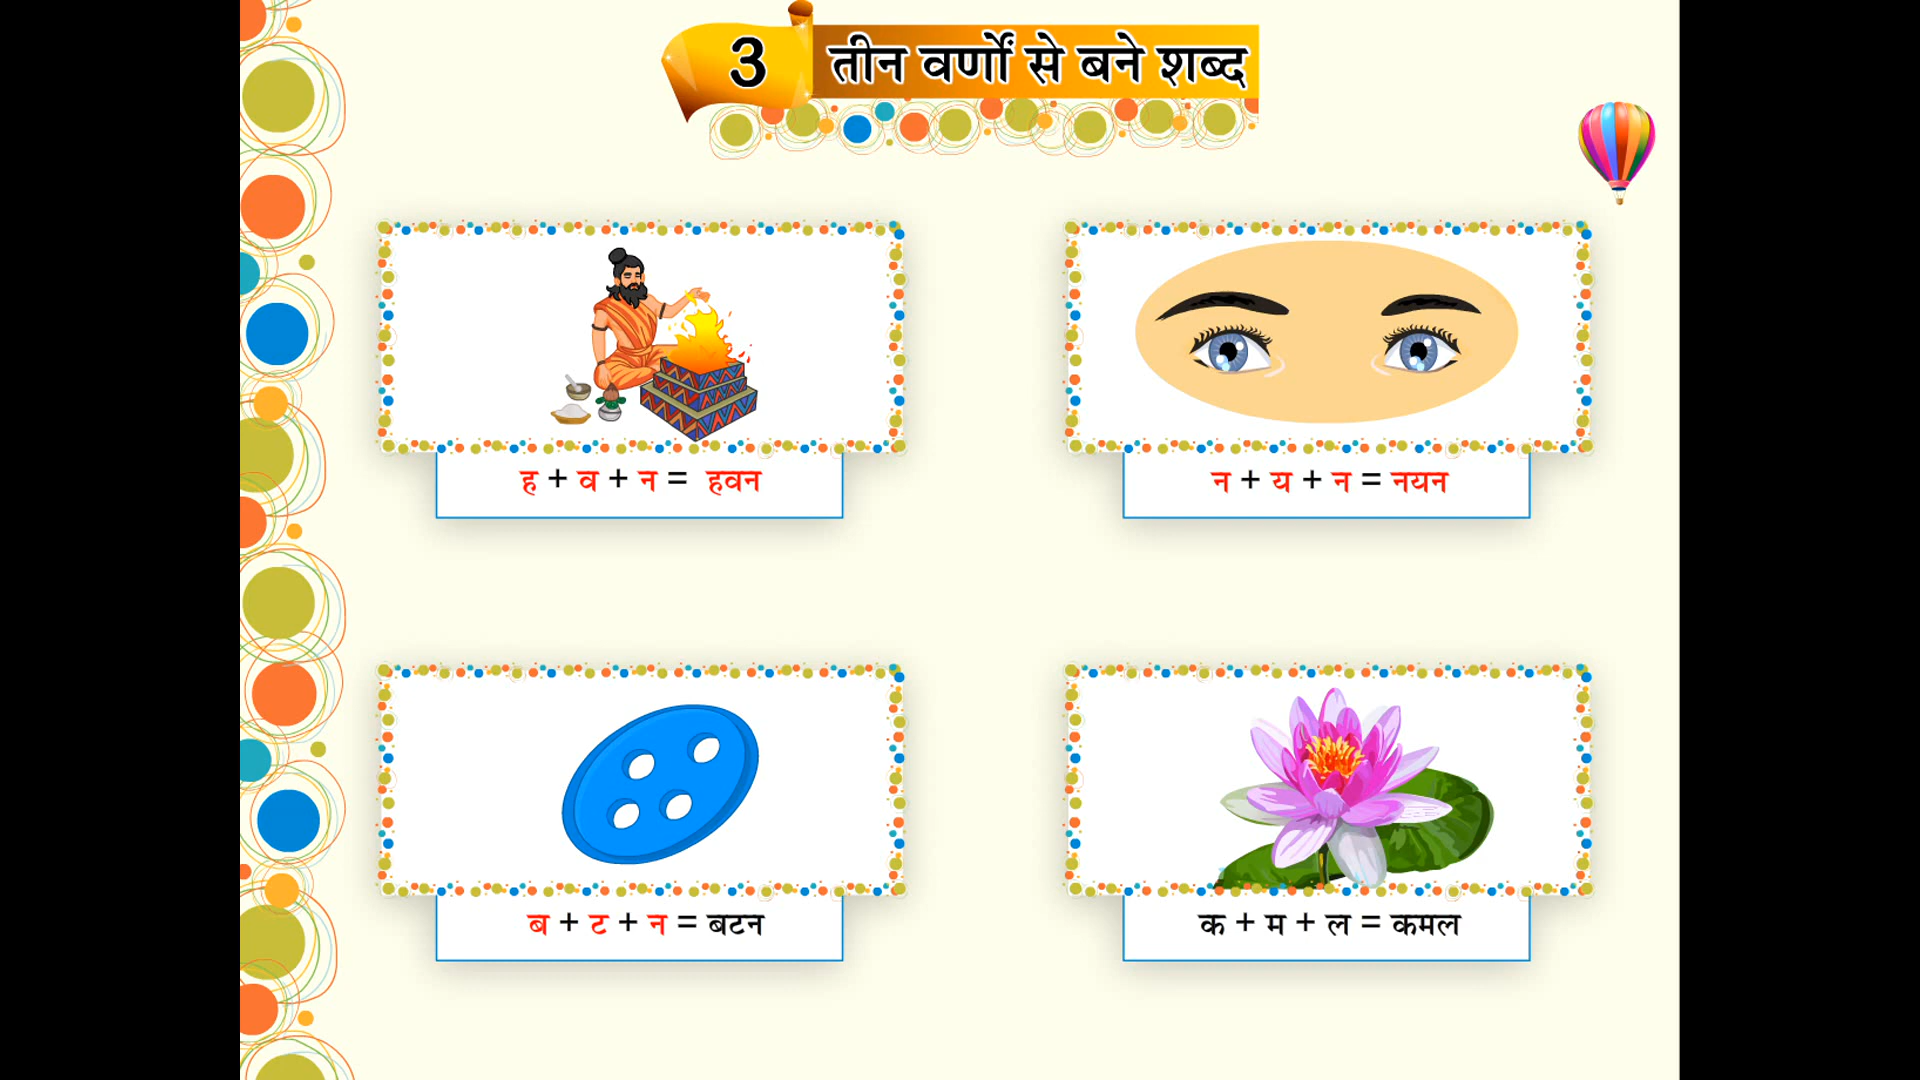 3 तीन वर्णों से बने शब्द
ह + व + न = हवन
न + य + न = नयन
ब + ट + न = बटन
क + म + ल = कमल